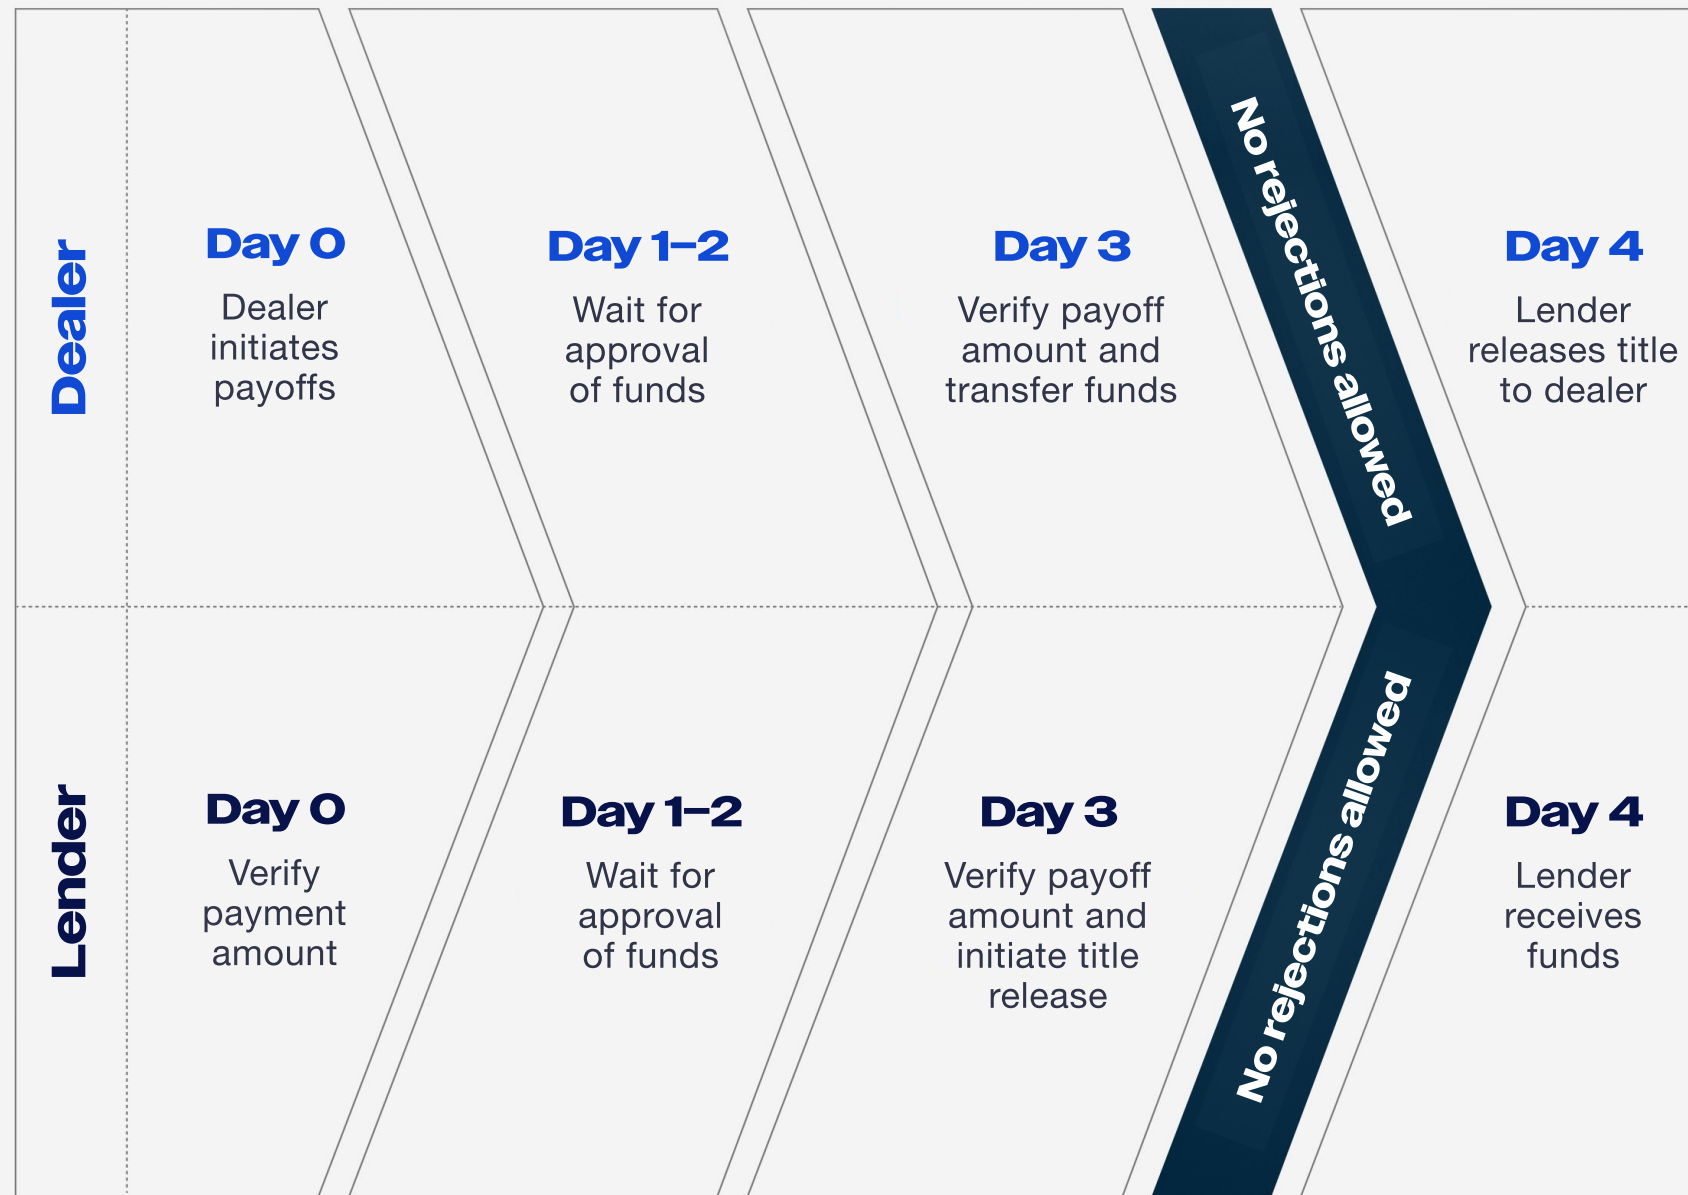 Dealer
Day 0
Dealer
initiates
payoffs
Day 1–2
Wait for
approval
of funds
Day 3
Verify payoff
amount and
transfer funds
No rejections allowed
Day 4
Lender
releases title
to dealer
Lender
Day 0
Verify
payment
amount
Day 1–2
Wait for
approval
of funds
Day 3
Verify payoff
amount and
initiate title
release
No rejections allowed
Day 4
Lender
receives
funds